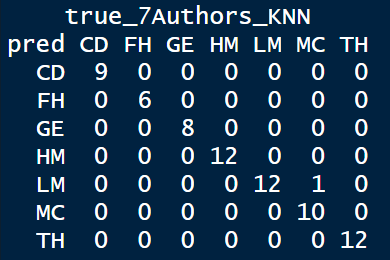 true_7Authors_KNN
pred CD FH GE HM LM MC TH
CD 9 0 0 0 0 0 0
FH 0 6 0 0 0 0 0
GE 0 0 8 0 0 0 0
HM 0 0 0 12 0 0 0
LM 0 0 0 0 12 1 0
MC 0 0 0 0 0 10 0
TH 0 0 0 0 0 0 12